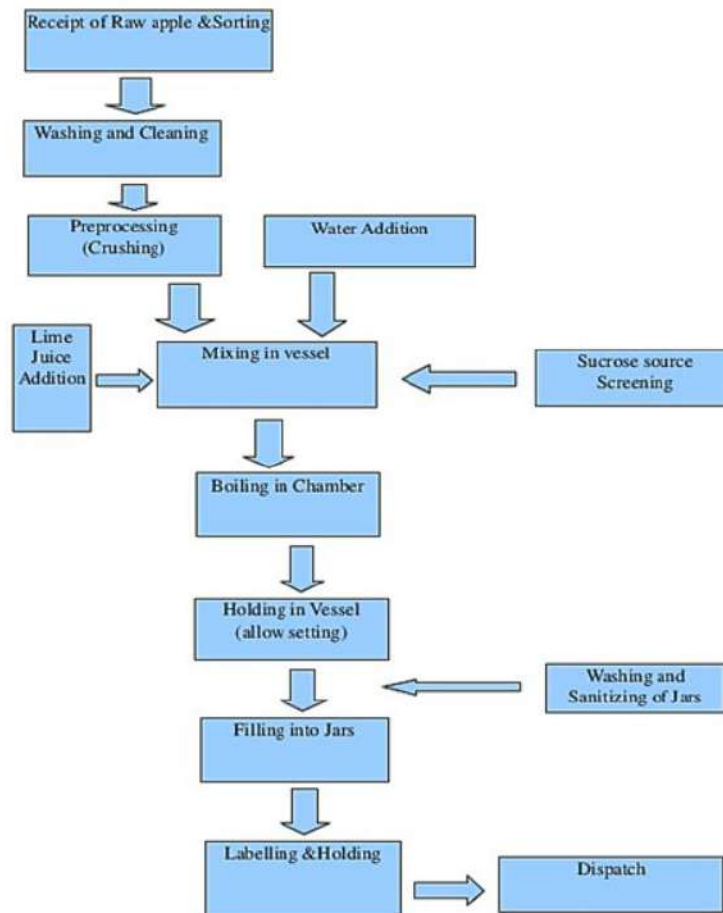 Receipt of Raw apple &Sorting
Washing and Cleaning
Preprocessing
(Crushing)
Water Addition
Lime
Juice
Addition
Mixing in vessel
Sucrose source
Screening
Boiling in Chamber
Holding in Vessel
(allow setting)
Washing and
Sanitizing of Jars
Filling into Jars
Labelling &Holding
Dispatch